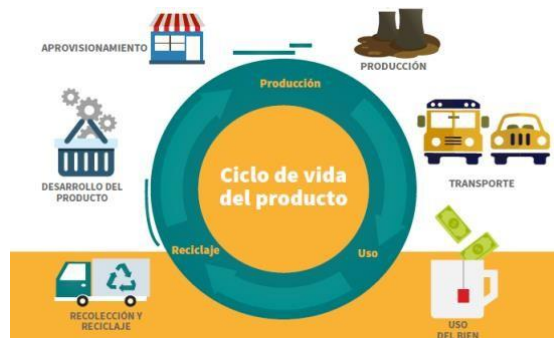 APROVISIONAMIENTO
PRODUCCIÓN
Producción
Ciclo de vida
del producto
DESARROLLO DEL
PRODUCTO
TRANSPORTE
Reciclaje
Uso
RECOLECCIÓN Y
RECICLAJE
USO
DEL BIEN